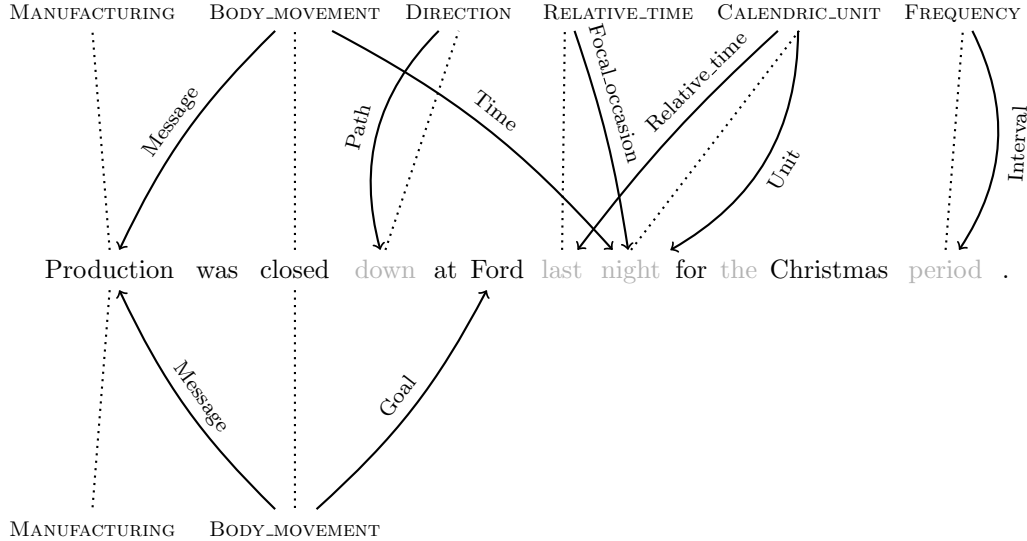 MANUFACTURING BODY_MOVEMENT DIRECTION RELATIVE_TIME CALENDRIC_UNIT FREQUENCY
Message Path Time Focal_occasion Relative_time Unit Interval
Production was closed down at Ford last night for the Christmas period .
Message Goal
MANUFACTURING BODY_MOVEMENT